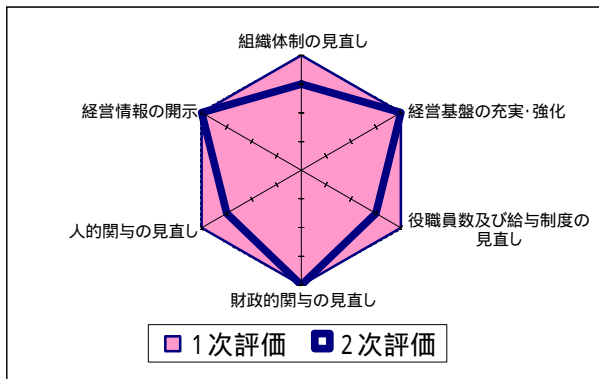 組織体制の見直し
経営情報の開示
経営基盤の充実・強化
人的関与の見直し
役職員数及び給与制度の
見直し
財政的関与の見直し
1次評価 2次評価